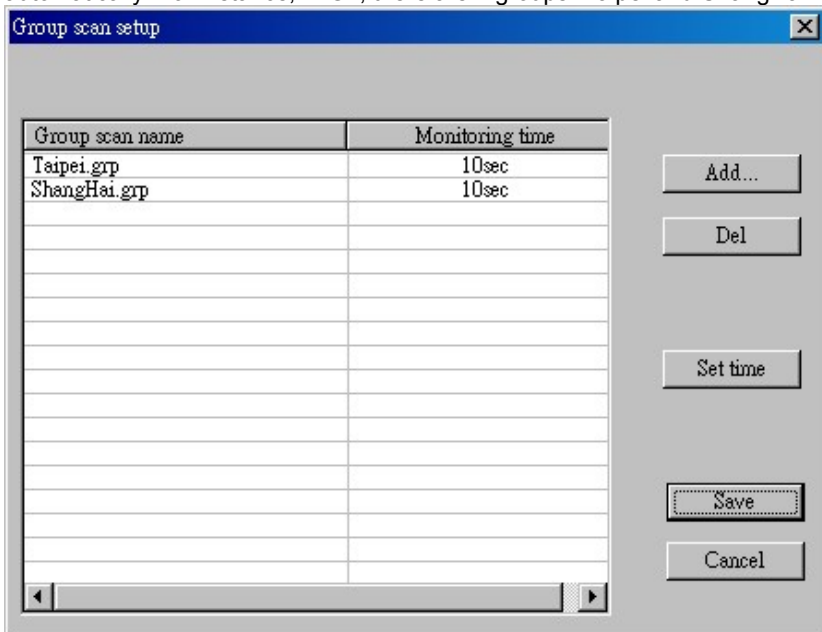 Group scan setup
Group scan name Monitoring time
Taipei.grp 10sec
ShangHai.grp 10sec
Add...
Del
Set time
Save
Cancel